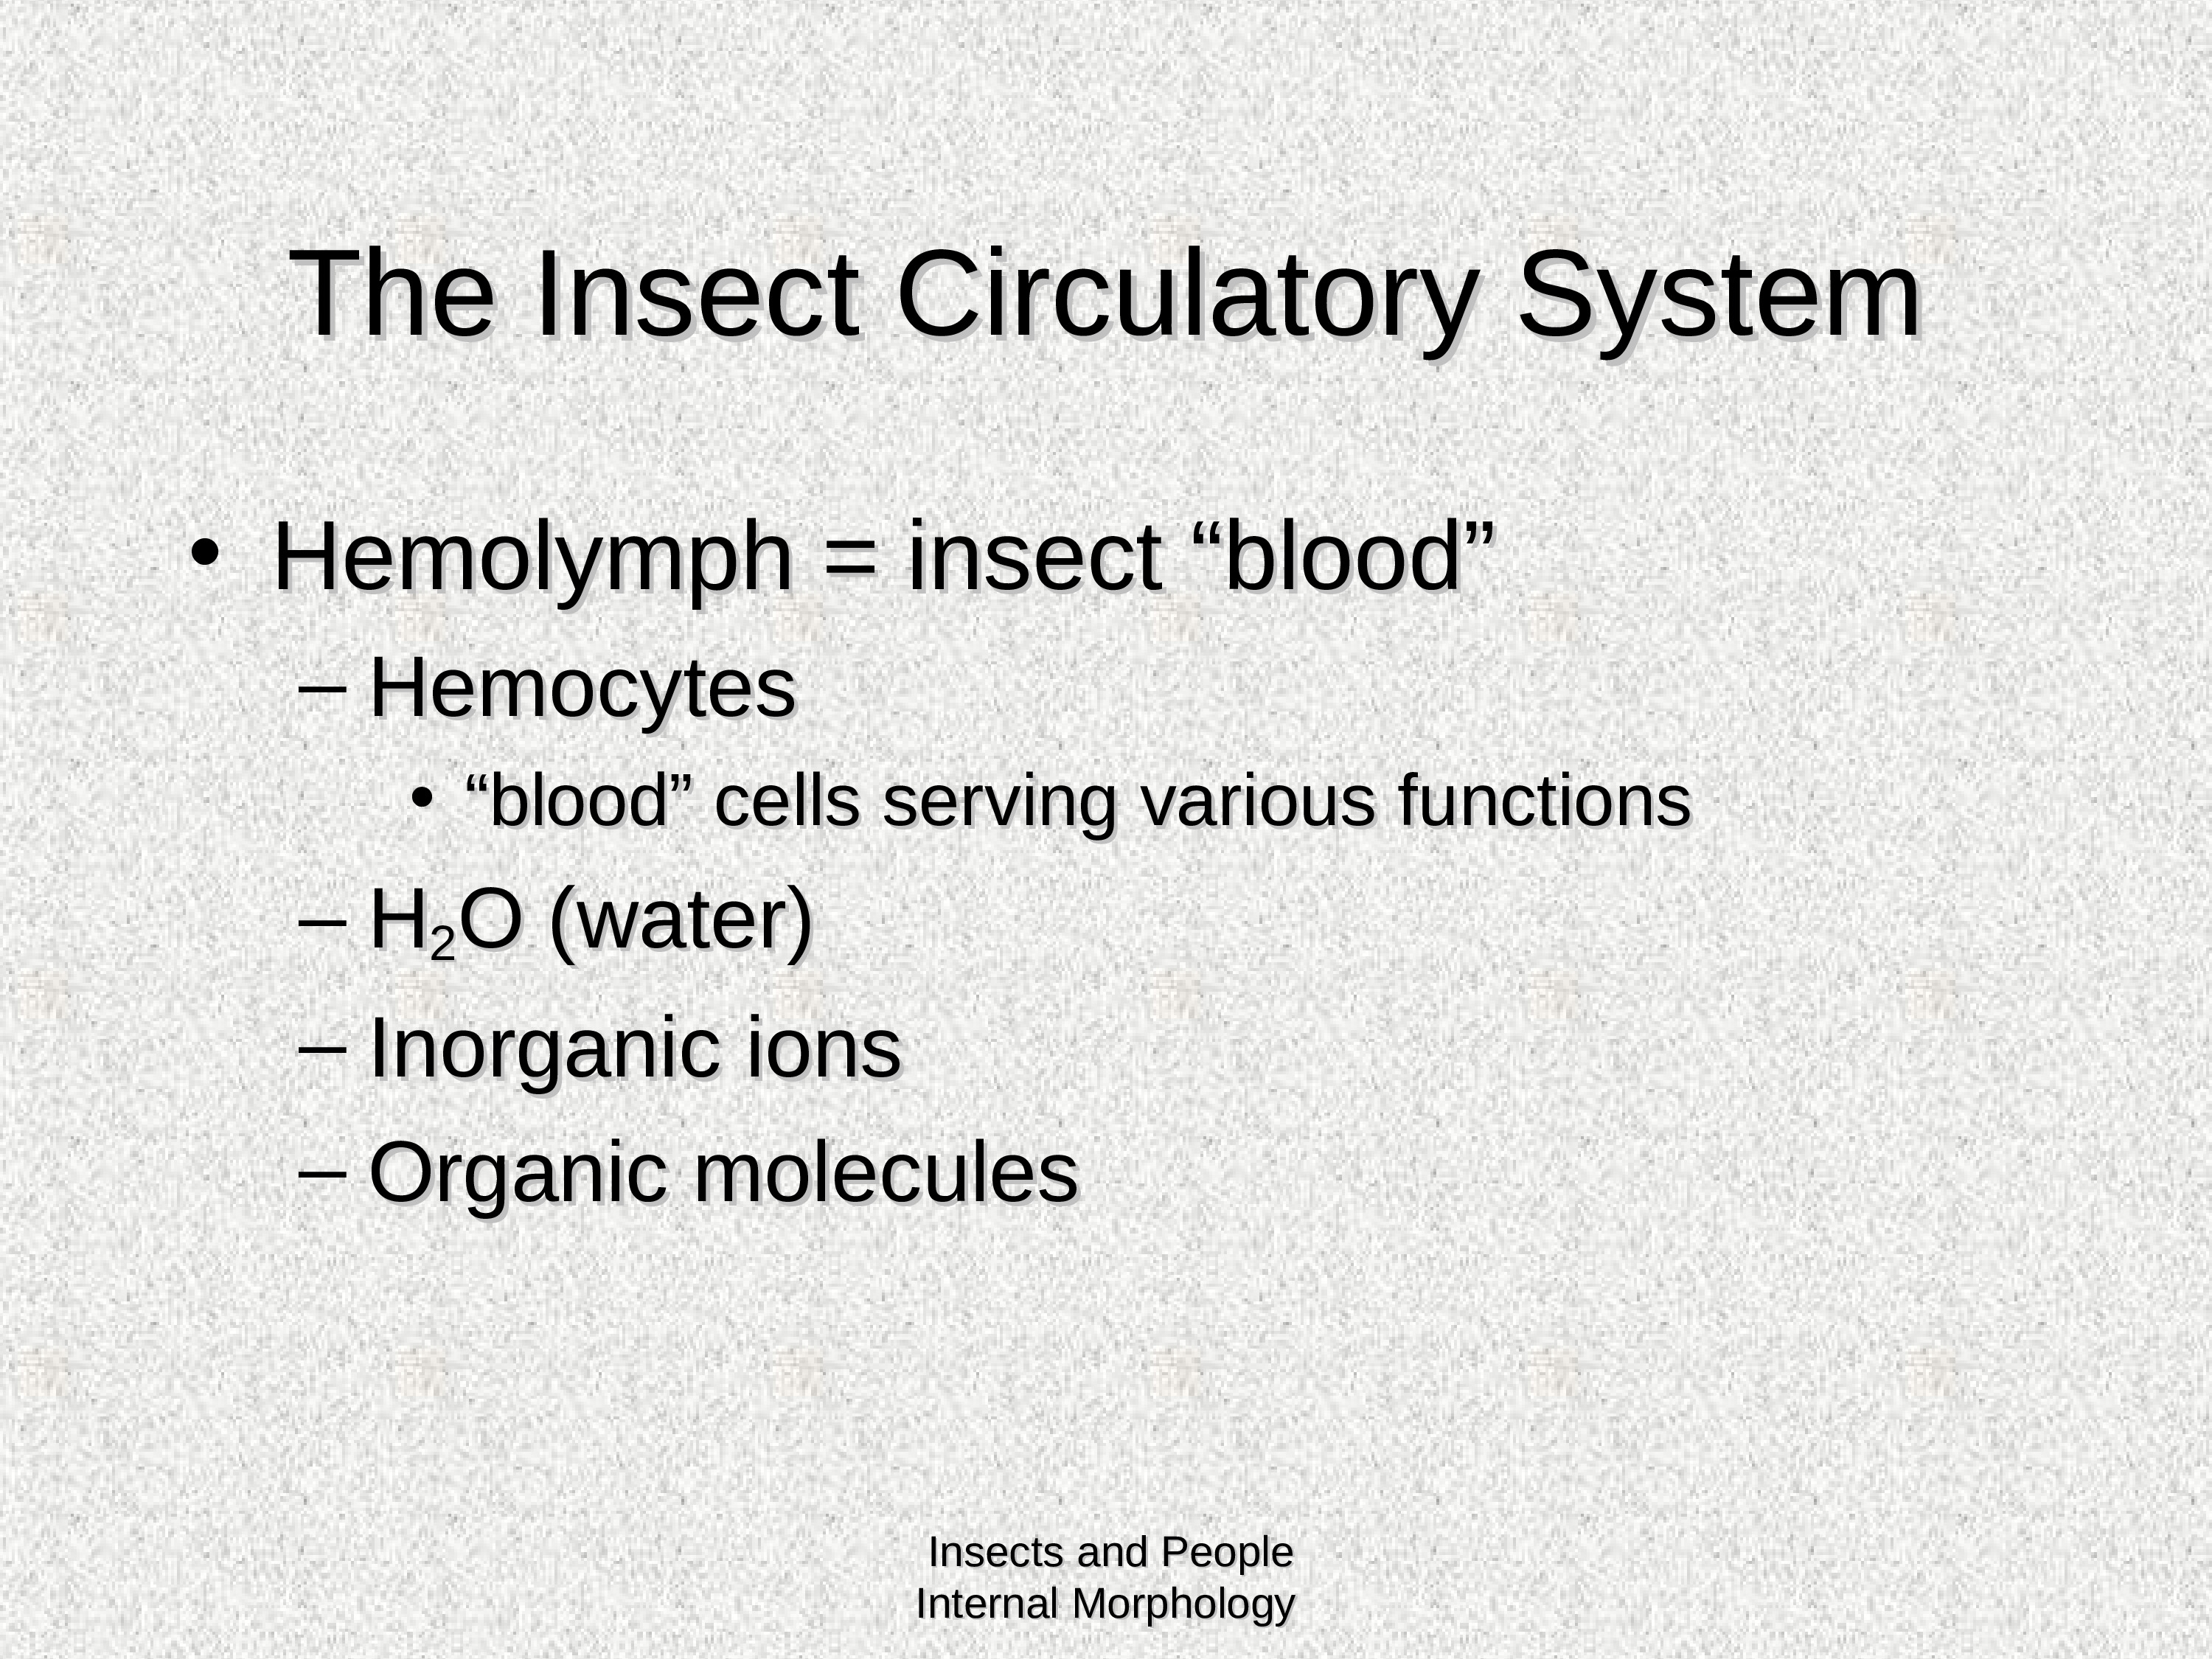 The Insect Circulatory System
• Hemolymph = insect “blood”
– Hemocytes
• “blood” cells serving various functions
– H₂O (water)
– Inorganic ions
– Organic molecules
Insects and People
Internal Morphology